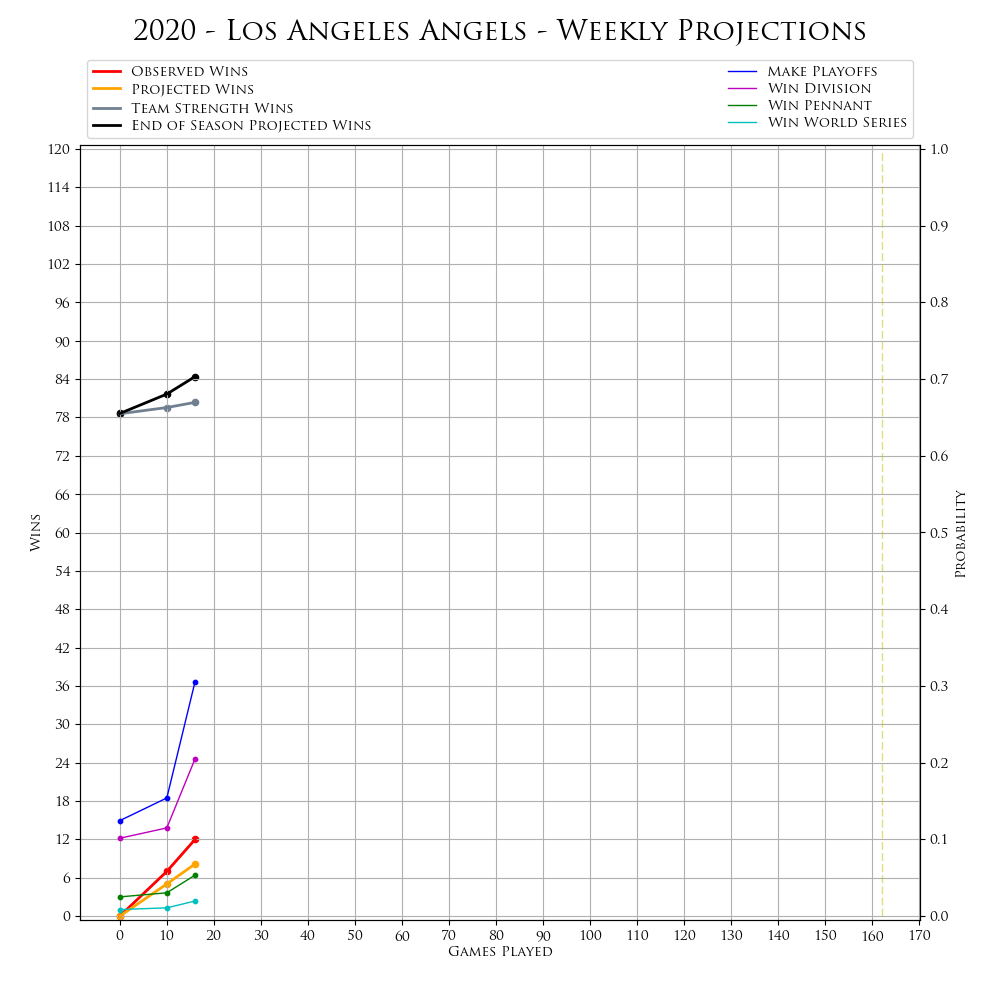 2020 - Los Angeles Angels - Weekly Projections
Observed Wins
Projected Wins
Team Strength Wins
End of Season Projected Wins
Make Playoffs
Win Division
Win Pennant
Win World Series
120
114
108
102
96
90
84
78
72
66
60
54
48
42
36
30
24
18
12
6
0
Wins
1.0
0.9
0.8
0.7
0.6
0.5
0.4
0.3
0.2
0.1
0.0
Probability
0 10 20 30 40 50 60 70 80 90 100 110 120 130 140 150 160 170
Games Played